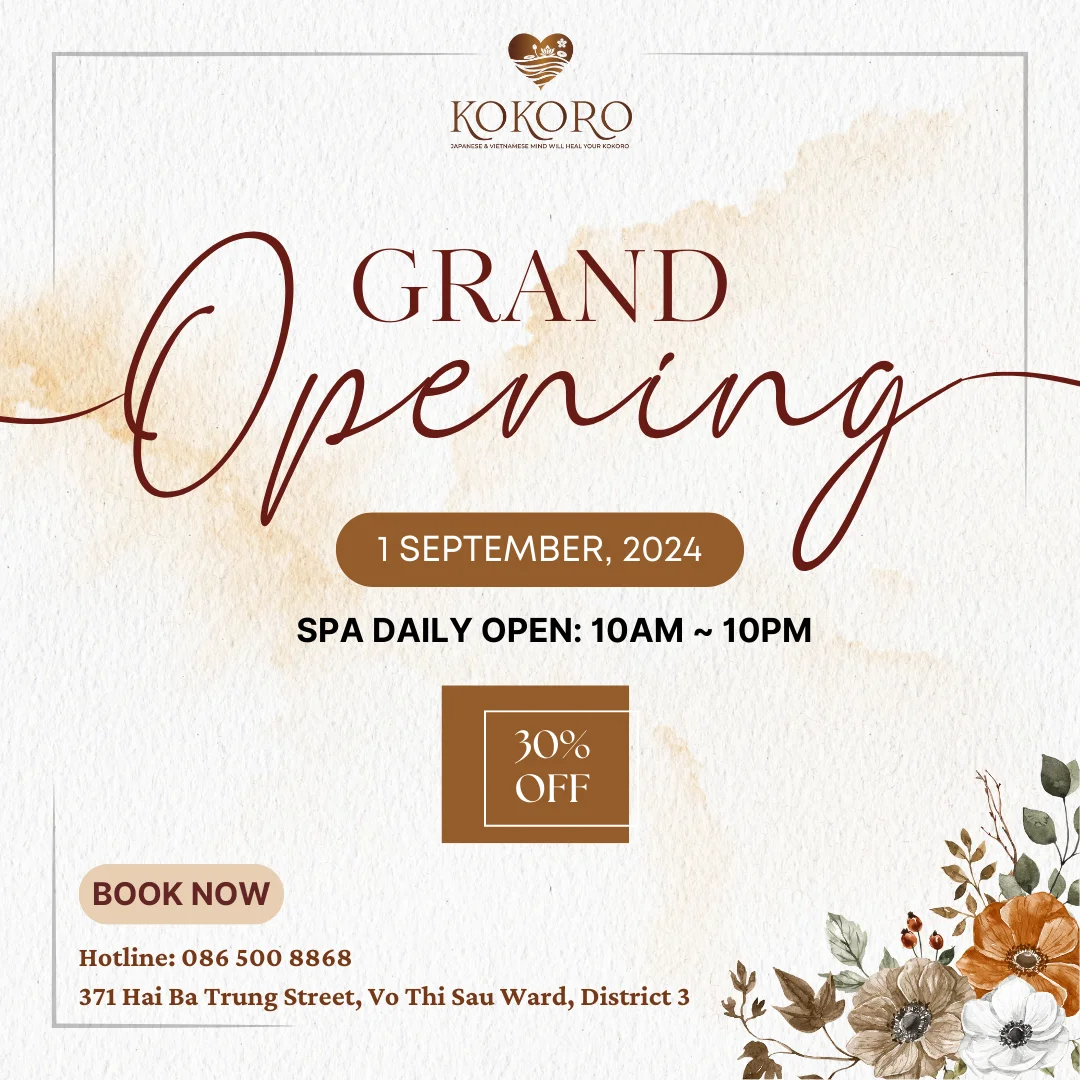 KOKORO
JAPANESE & VIETNAMESE MIND WILL HEAL YOUR KOKORO
GRAND
Opening
1 SEPTEMBER, 2024
SPA DAILY OPEN: 10AM ~ 10PM
30%
OFF
BOOK NOW
Hotline: 086 500 8868
371 Hai Ba Trung Street, Vo Thi Sau Ward, District 3